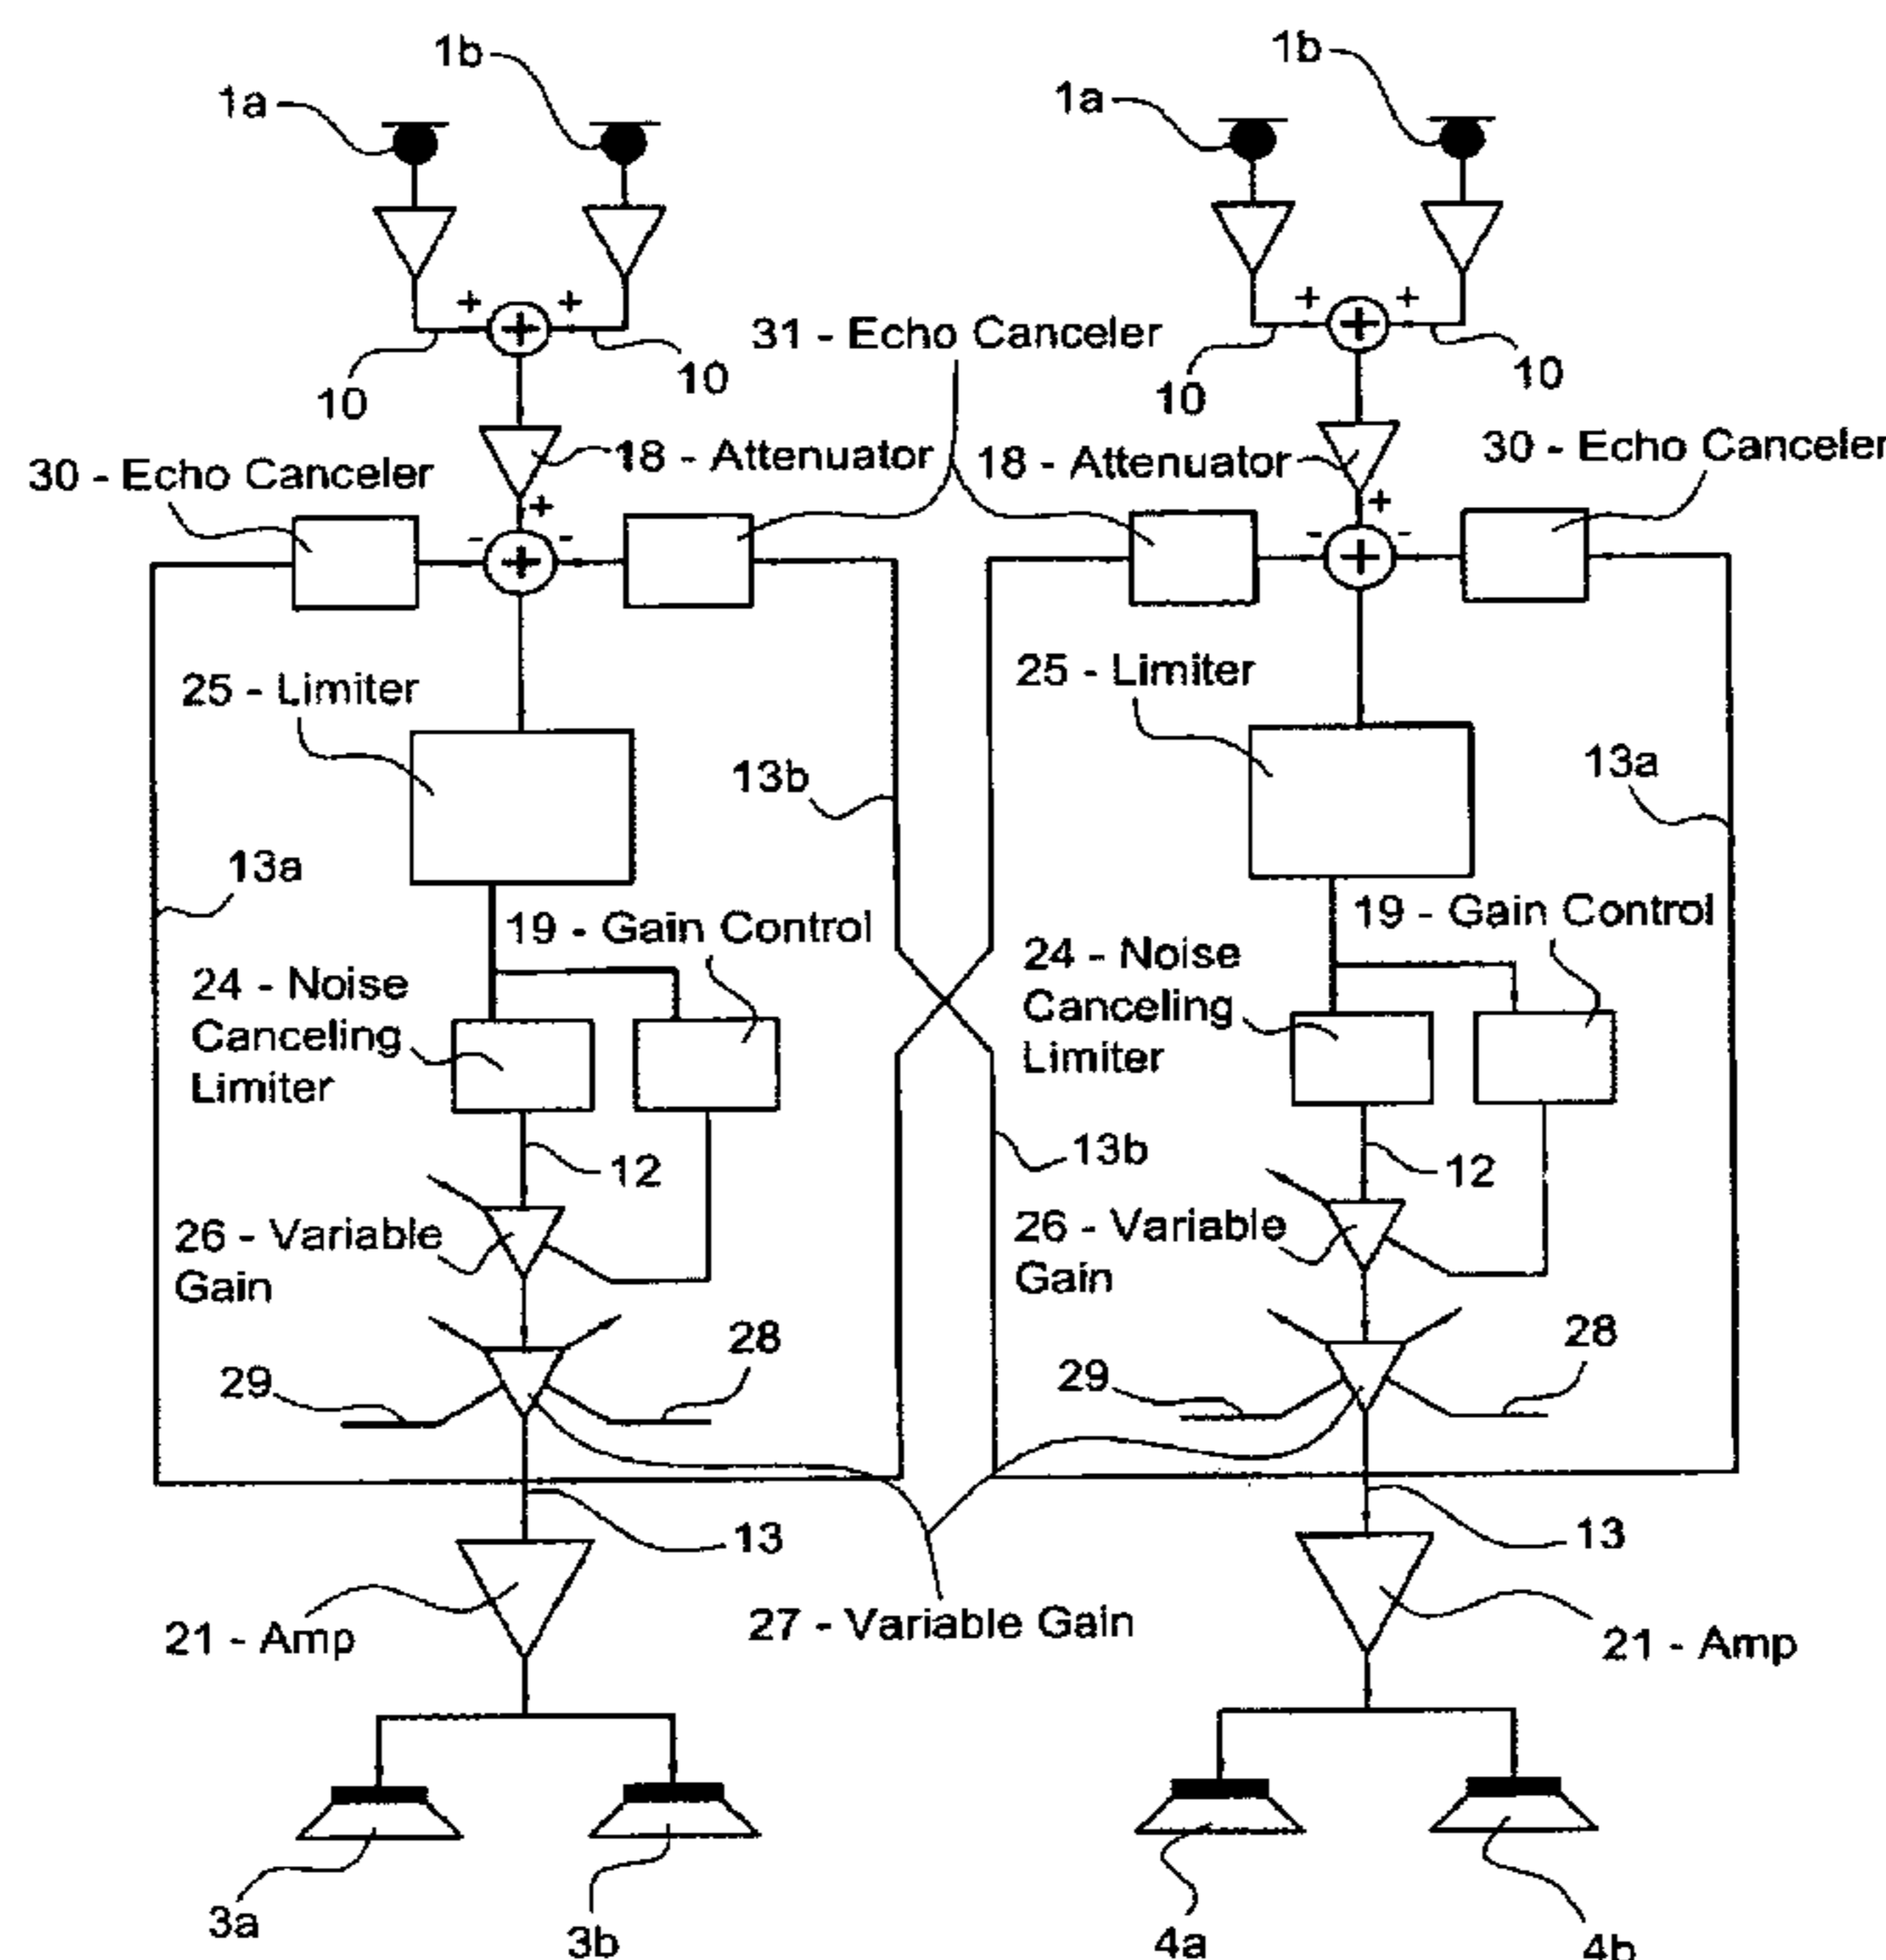 1b
1b
1a
1a
+
+
+
+
+
+
31 - Echo Canceler
10
10
10
10
18 - Attenuator
18 - Attenuator
30 - Echo Canceler
30 - Echo Canceler
+
+
-
+
-
-
+
-
25 - Limiter
25 - Limiter
13b
13a
13a
19 - Gain Control
19 - Gain Control
24 - Noise
Canceling
Limiter
24 - Noise
Canceling
Limiter
12
13b
12
26 - Variable
Gain
26 - Variable
Gain
28
28
29
29
13
13
21 - Amp
27 - Variable Gain
21 - Amp
3a
3b
4a
4b